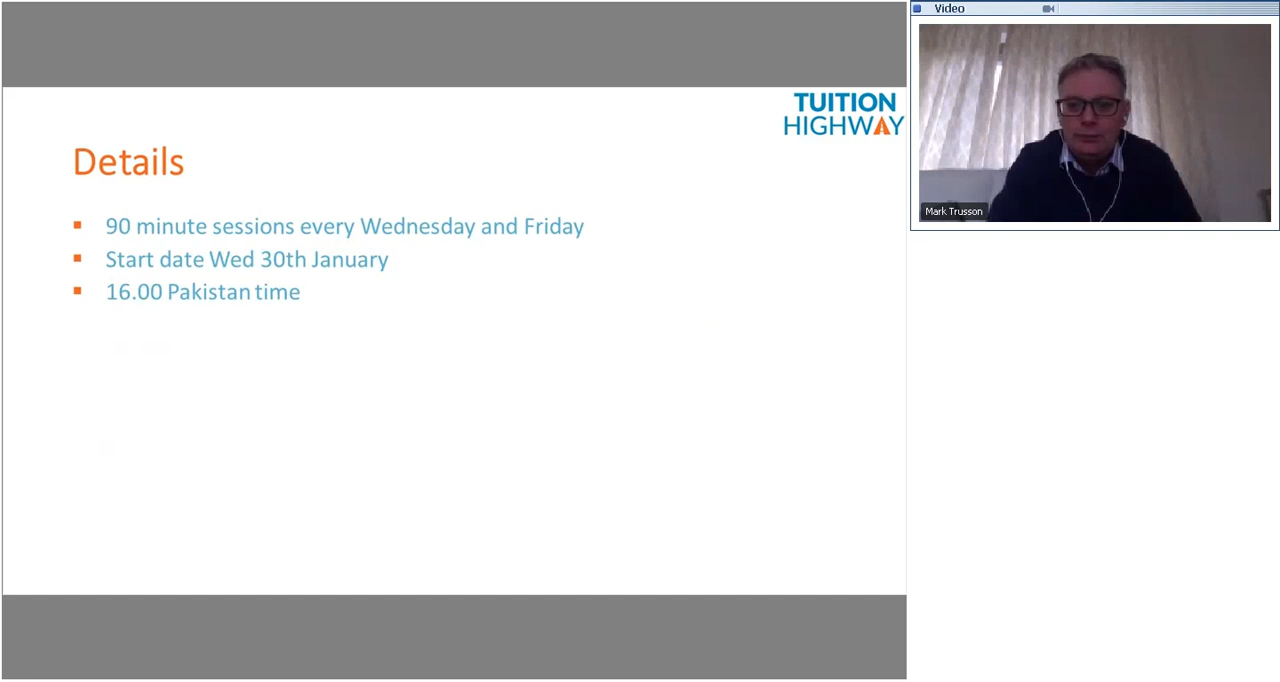 TUITION
HIGHWAY
Details
90 minute sessions every Wednesday and Friday
Start date Wed 30th January
16.00 Pakistan time
Video
Mark Trusson